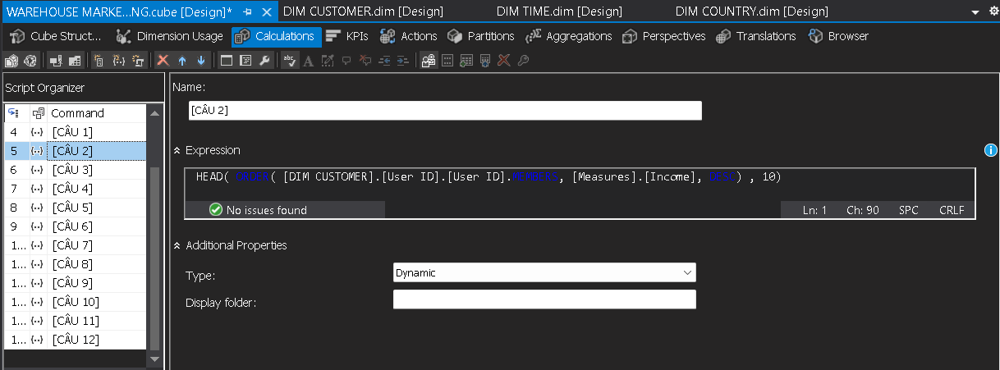 WAREHOUSE MARKE...NG.cube [Design]* DIM CUSTOMER.dim [Design] DIM TIME.dim [Design] DIM COUNTRY.dim [Design]
Cube Struct... Dimension Usage Calculations KPIs Actions Partitions Aggregations Perspectives Translations Browser
Script Organizer
Command
4 [CÂU 1]
5 [CÂU 2]
6 [CÂU 3]
7 [CÂU 4]
8 [CÂU 5]
9 [CÂU 6]
1... [CÂU 7]
1... [CÂU 8]
1... [CÂU 9]
1... [CÂU 10]
1... [CÂU 11]
1... [CÂU 12]
Name:
[CÂU 2]
Expression
HEAD( ORDER( [DIM CUSTOMER].[User ID].[User ID].MEMBERS, [Measures].[Income], DESC) , 10)
No issues found Ln: 1 Ch: 90 SPC CRLF
Additional Properties
Type: Dynamic
Display folder: